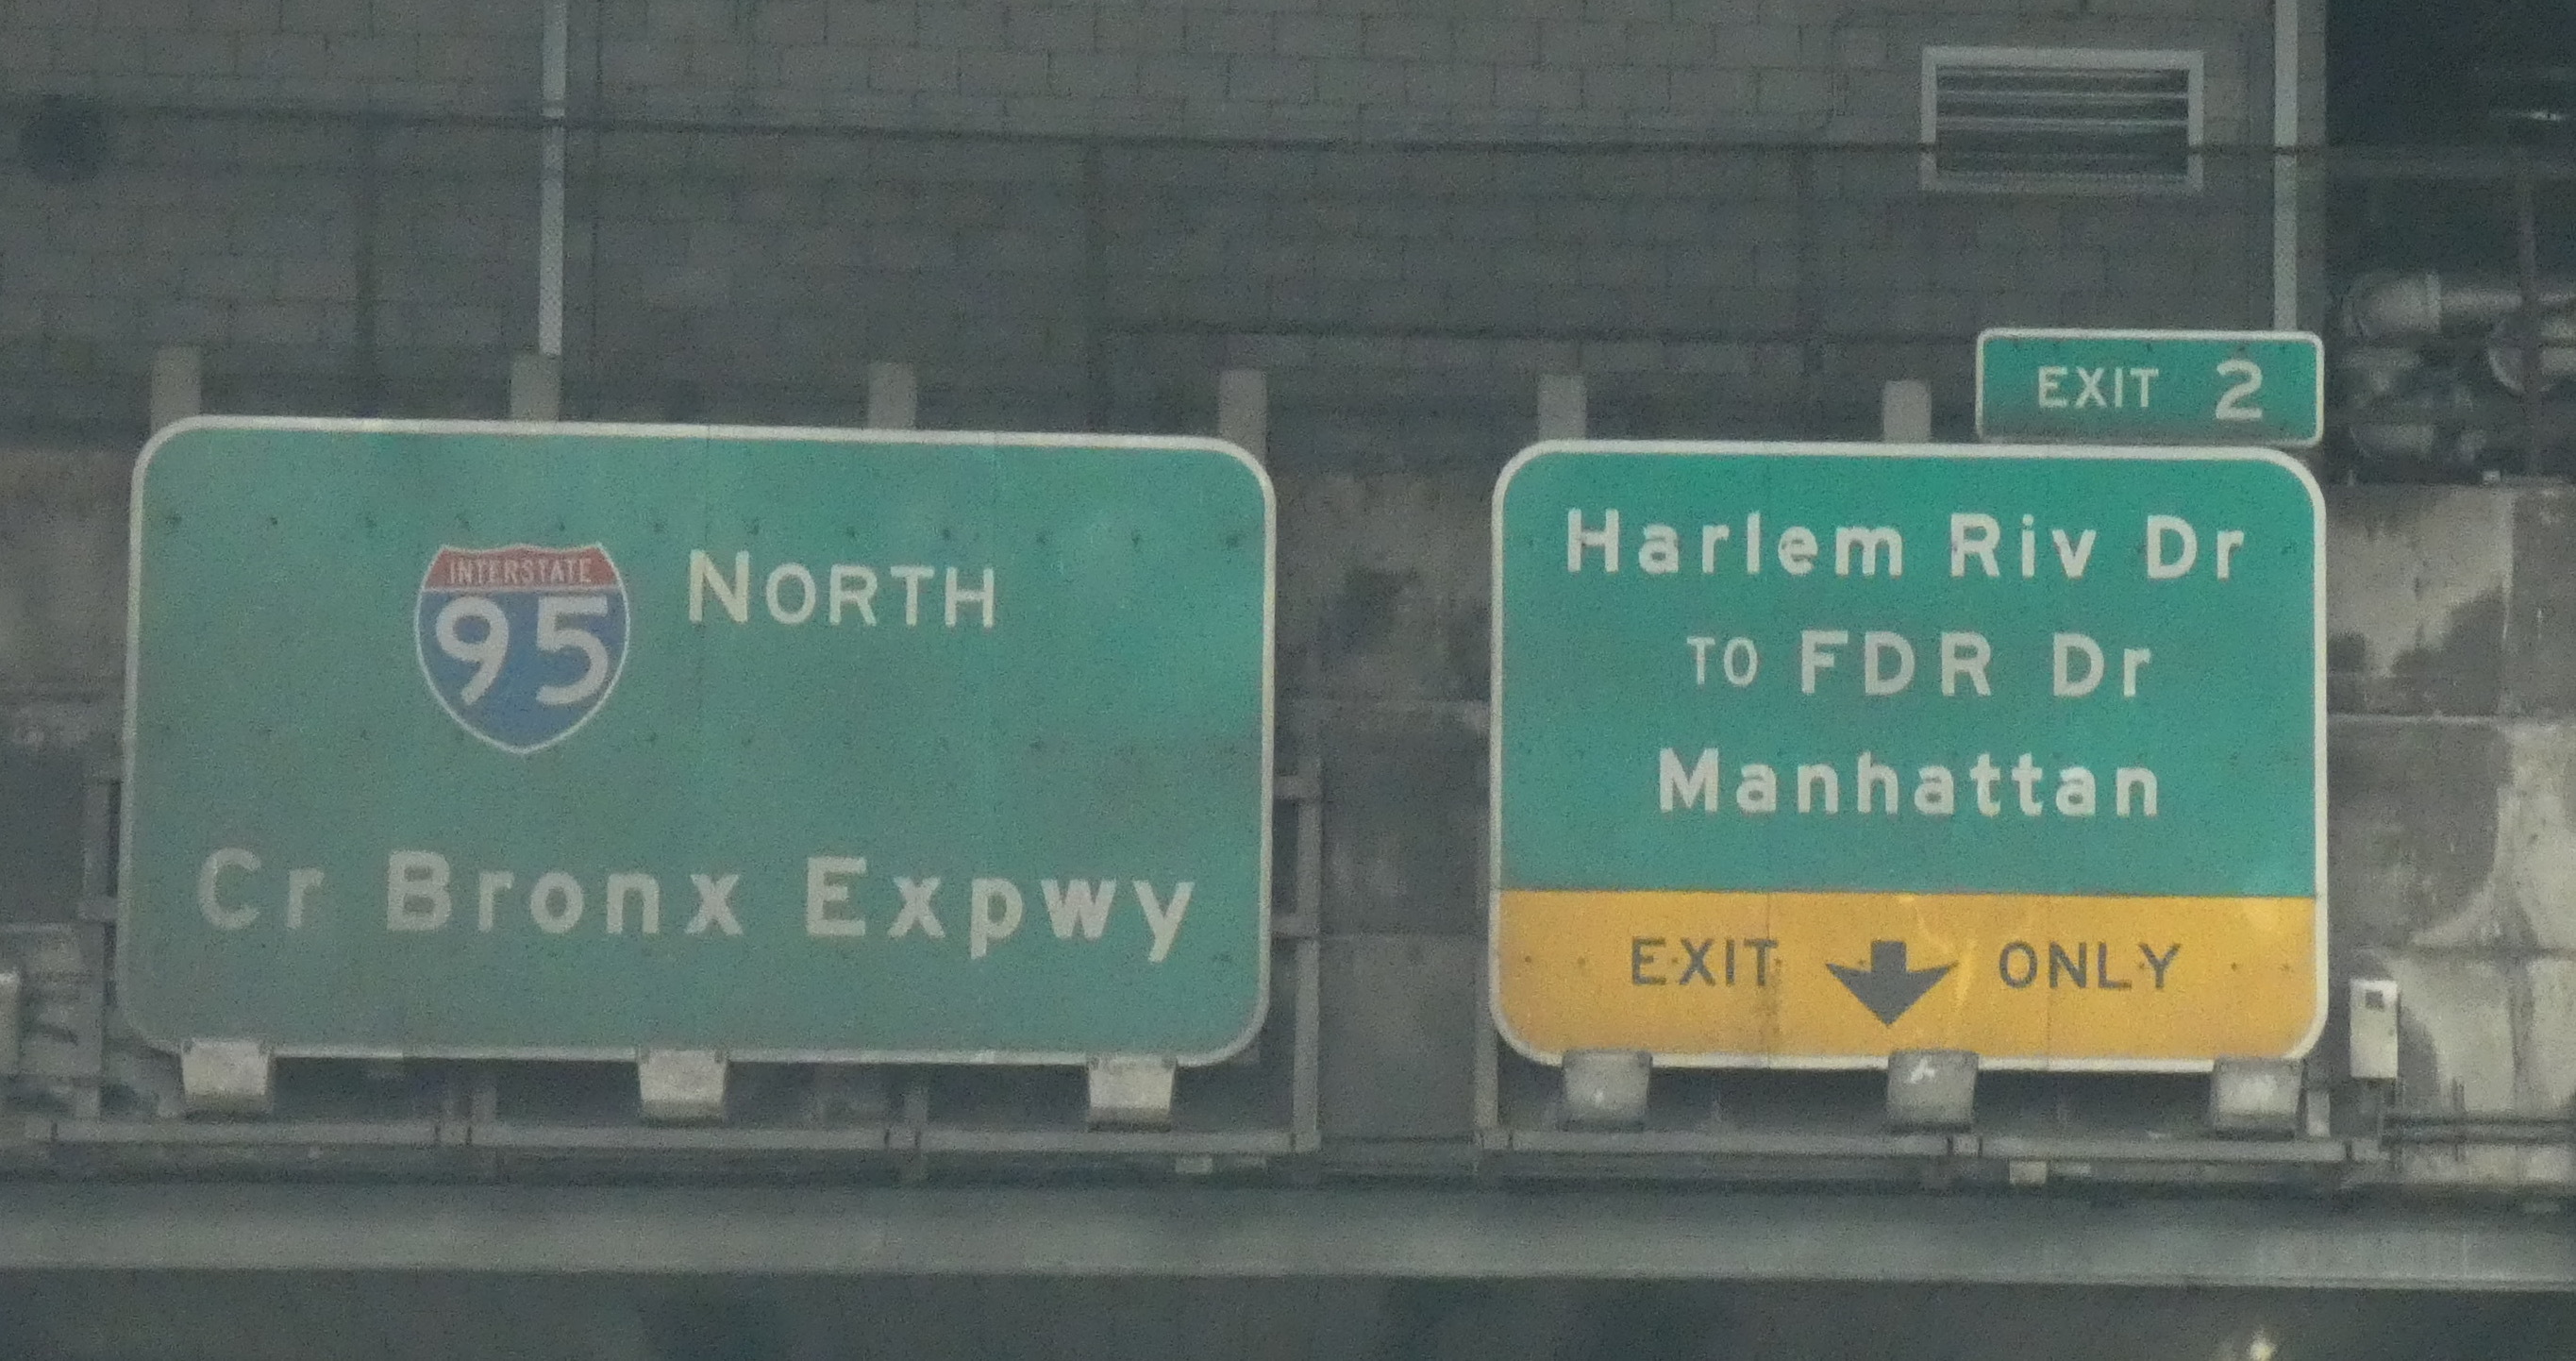 INTERSTATE
95 NORTH
Cr Bronx Expwy
EXIT 2
Harlem Riv Dr
TO FDR Dr
Manhattan
EXIT ONLY